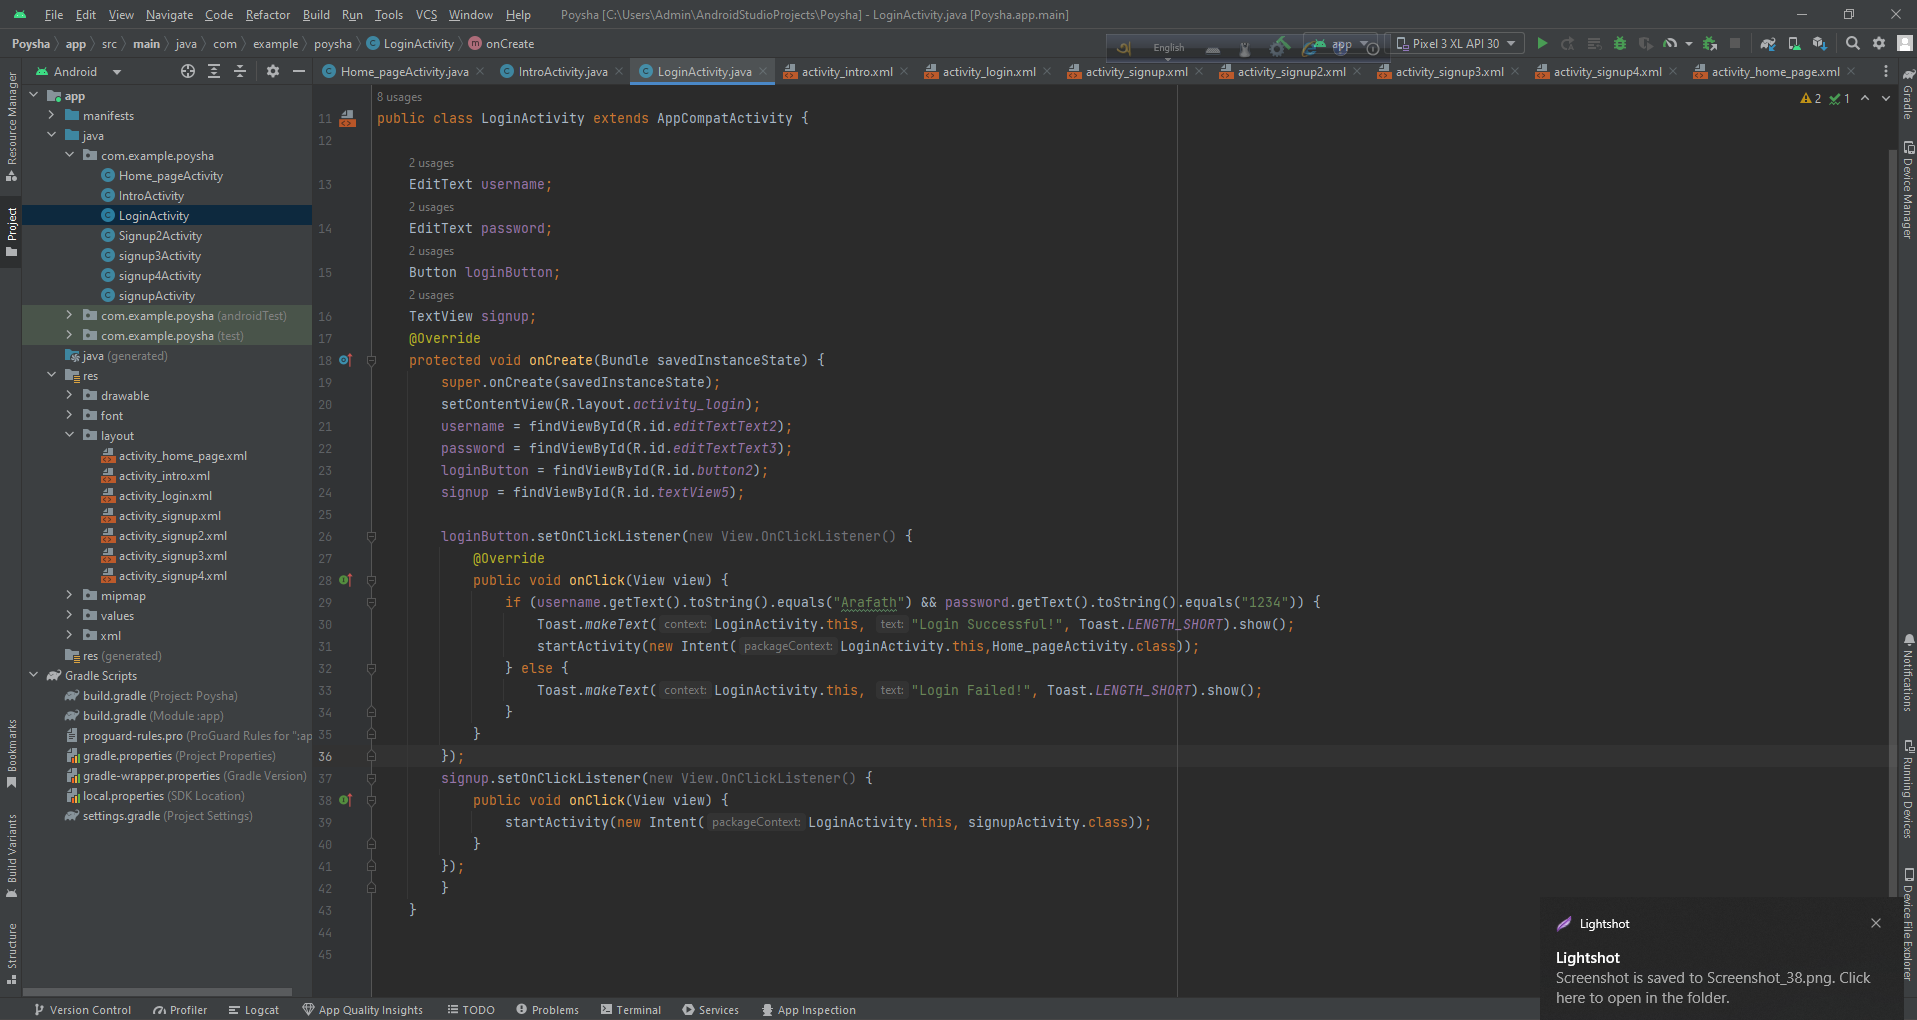 File Edit View Navigate Code Refactor Build Run Tools VCS Window Help Poysha [C:\Users\Admin\AndroidStudioProjects\Poysha] - LoginActivity.java [Poysha.app.main]
Poysha app src main java com example poysha LoginActivity onCreate
English app Pixel 3 XL API 30
Android
Home_pageActivity.java IntroActivity.java LoginActivity.java activity_intro.xml activity_login.xml activity_signup.xml activity_signup2.xml activity_signup3.xml activity_signup4.xml activity_home_page.xml
Resource Manager
Project
Bookmarks
Build Variants
Structure
app
manifests
java
com.example.poysha
Home_pageActivity
IntroActivity
LoginActivity
Signup2Activity
signup3Activity
signup4Activity
signupActivity
com.example.poysha (androidTest)
com.example.poysha (test)
java (generated)
res
drawable
font
layout
activity_home_page.xml
activity_intro.xml
activity_login.xml
activity_signup.xml
activity_signup2.xml
activity_signup3.xml
activity_signup4.xml
mipmap
values
xml
res (generated)
Gradle Scripts
build.gradle (Project: Poysha)
build.gradle (Module :app)
proguard-rules.pro (ProGuard Rules for ":ap
gradle.properties (Project Properties)
gradle-wrapper.properties (Gradle Version)
local.properties (SDK Location)
settings.gradle (Project Settings)
8 usages
2 1
11 public class LoginActivity extends AppCompatActivity {
12
2 usages
13 EditText username;
2 usages
14 EditText password;
2 usages
15 Button loginButton;
2 usages
16 TextView signup;
17 @Override
18 protected void onCreate(Bundle savedInstanceState) {
19 super.onCreate(savedInstanceState);
20 setContentView(R.layout.activity_login);
21 username = findViewById(R.id.editTextText2);
22 password = findViewById(R.id.editTextText3);
23 loginButton = findViewById(R.id.button2);
24 signup = findViewById(R.id.textView5);
25
26 loginButton.setOnClickListener(new View.OnClickListener() {
27 @Override
28 public void onClick(View view) {
29 if (username.getText().toString().equals("Arafath") && password.getText().toString().equals("1234")) {
30 Toast.makeText( context: LoginActivity.this, text: "Login Successful!", Toast.LENGTH_SHORT).show();
31 startActivity(new Intent( packageContext: LoginActivity.this,Home_pageActivity.class));
32 } else {
33 Toast.makeText( context: LoginActivity.this, text: "Login Failed!", Toast.LENGTH_SHORT).show();
34 }
35 }
36 });
37 signup.setOnClickListener(new View.OnClickListener() {
38 public void onClick(View view) {
39 startActivity(new Intent( packageContext: LoginActivity.this, signupActivity.class));
40 }
41 });
42 }
43 }
44
45
Gradle
Device Manager
Notifications
Running Devices
Device File Explorer
Lightshot
Lightshot
Screenshot is saved to Screenshot_38.png. Click
here to open in the folder.
Version Control Profiler Logcat App Quality Insights TODO Problems Terminal Services App Inspection